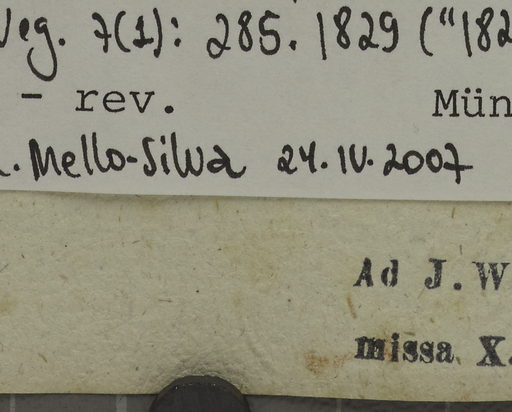 Veg. 7(1): 285. 1829 ("182
- rev. Mün
. Mello-Silva 24.IV.2007
Ad J. W
missa X.